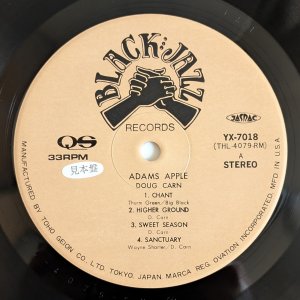 BLACK JAZZ
RECORDS
QS
33RPM
見本盤
YX-7018
(THL-4079-RM)
A
STEREO
ADAMS APPLE
DOUG CARN
1. CHANT
Thurn Green/Big Black
2. HIGHER GROUND
D. Carn
3. SWEET SEASON
D. Carn
4. SANCTUARY
Wayne Shorter/D. Carn
MANUFACTURED BY TOHO GEION CO. LTD. TOKYO, JAPAN. MARCA REG. OVATION INCORPORATED, MFD. IN U.S.A.